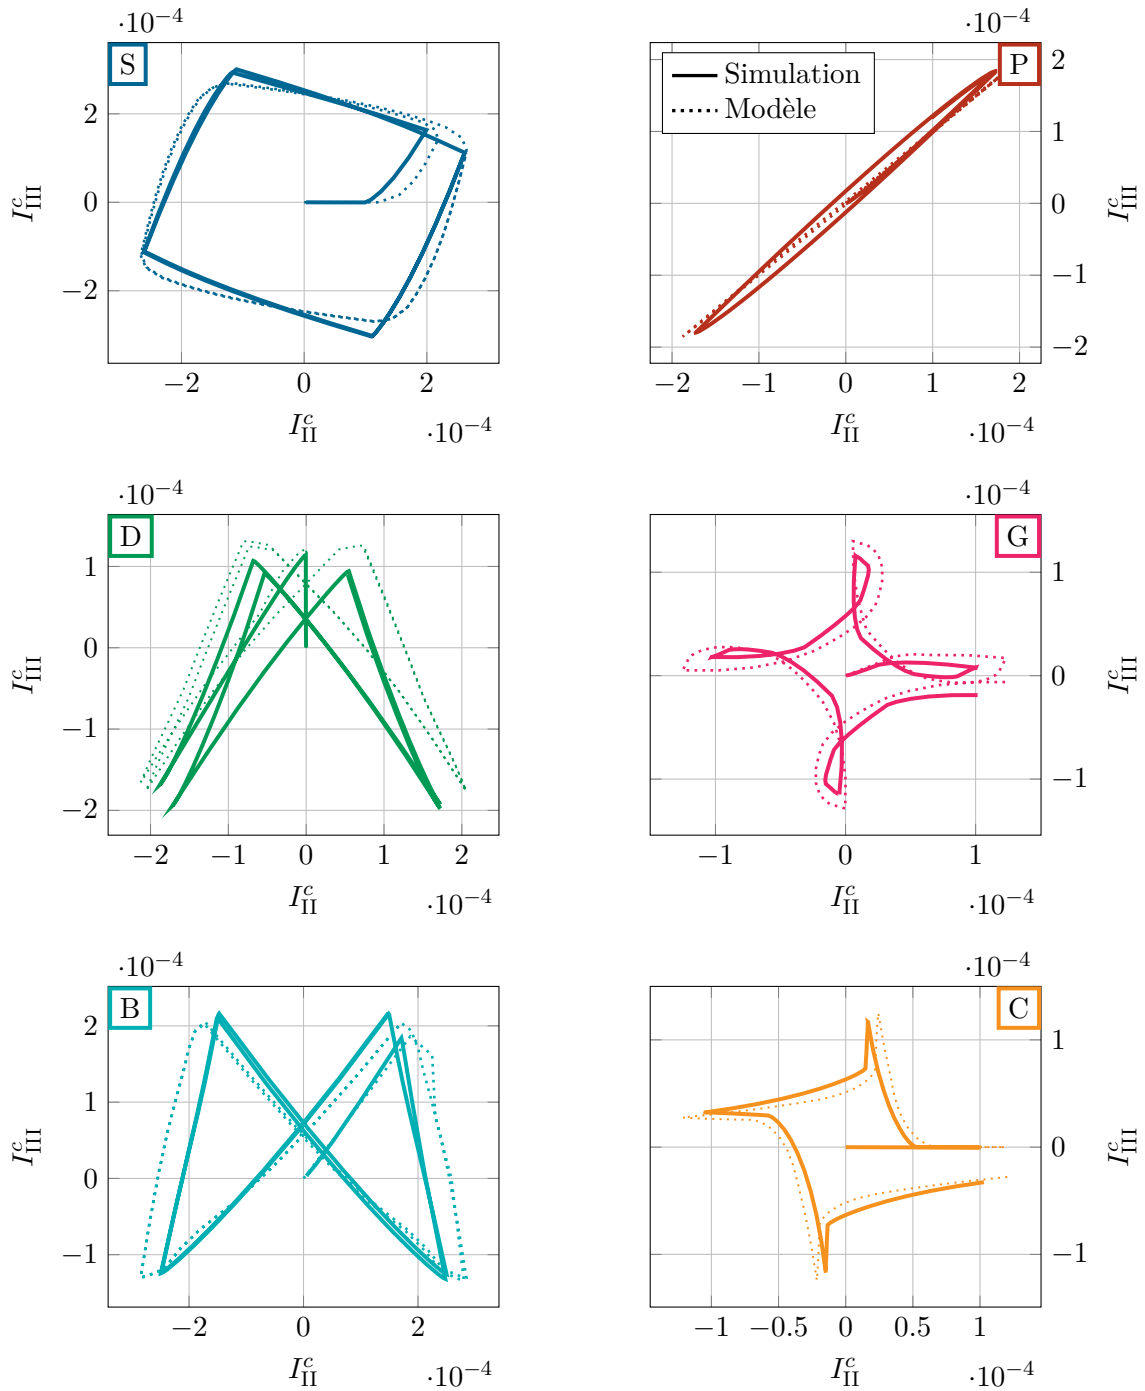 ·10⁻⁴
S
2
0
−2
I^c_III
−2
0
2
I^c_II
·10⁻⁴
·10⁻⁴
Simulation
Modèle
P
2
1
0
−1
−2
I^c_III
−2
−1
0
1
2
I^c_II
·10⁻⁴
·10⁻⁴
D
1
0
−1
−2
I^c_III
−2
−1
0
1
2
I^c_II
·10⁻⁴
·10⁻⁴
G
1
0
−1
I^c_III
−1
0
1
I^c_II
·10⁻⁴
·10⁻⁴
B
2
1
0
−1
I^c_III
−2
0
2
I^c_II
·10⁻⁴
·10⁻⁴
C
1
0
−1
I^c_III
−1
−0.5
0
0.5
1
I^c_II
·10⁻⁴